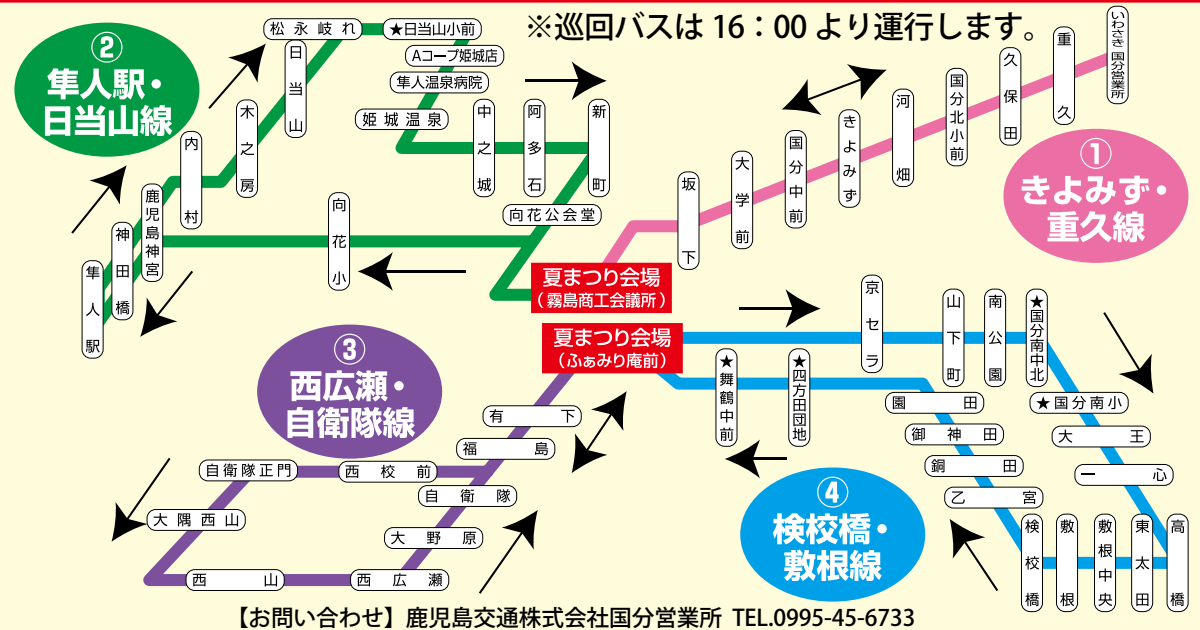 ※巡回バスは16：00より運行します。
②
隼人駅・
日当山線
松永岐れ
★日当山小前
Aコープ姫城店
隼人温泉病院
姫城温泉
日当山
木之房
内村
鹿児島神宮
神田橋
隼人駅
中之城
阿多石
新町
向花公会堂
向花小
①
きよみず・
重久線
いわさき国分営業所
重久
久保田
国分北小前
河畑
きよみず
国分中前
大学前
坂下
夏まつり会場
（霧島商工会議所）
夏まつり会場
（ふぁみり庵前）
③
西広瀬・
自衛隊線
有下
福島
自衛隊
大野原
西広瀬
西山
大隅西山
自衛隊正門
西校前
④
検校橋・
敷根線
京セラ
山下町
南公園
★国分南中北
★国分南小
大王
一心
高橋
東太田
敷根中央
敷根
検校橋
乙宮
銅田
御神田
園田
★四方田団地
★舞鶴中前
【お問い合わせ】鹿児島交通株式会社国分営業所 TEL.0995-45-6733